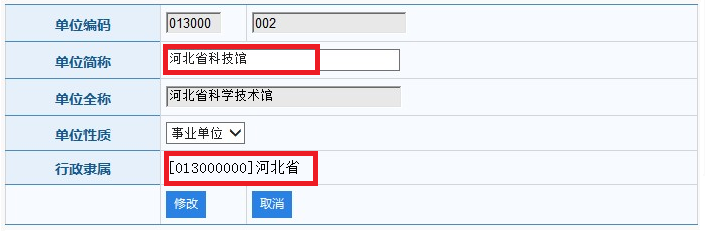 单位编码 013000 002
单位简称 河北省科技馆
单位全称 河北省科学技术馆
单位性质 事业单位
行政隶属 [013000000]河北省
修改 取消